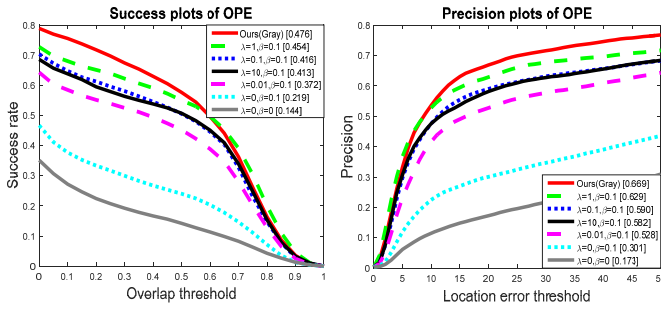 Success plots of OPE
Success rate
0.8
0.7
0.6
0.5
0.4
0.3
0.2
0.1
0
Ours(Gray) [0.476]
λ=1,β=0.1 [0.454]
λ=0.1,β=0.1 [0.416]
λ=10,β=0.1 [0.413]
λ=0.01,β=0.1 [0.372]
λ=0,β=0.1 [0.219]
λ=0,β=0 [0.144]
0 0.1 0.2 0.3 0.4 0.5 0.6 0.7 0.8 0.9 1
Overlap threshold
Precision plots of OPE
Precision
0.8
0.7
0.6
0.5
0.4
0.3
0.2
0.1
0
Ours(Gray) [0.669]
λ=1,β=0.1 [0.629]
λ=0.1,β=0.1 [0.590]
λ=10,β=0.1 [0.582]
λ=0.01,β=0.1 [0.528]
λ=0,β=0.1 [0.301]
λ=0,β=0 [0.173]
0 5 10 15 20 25 30 35 40 45 50
Location error threshold